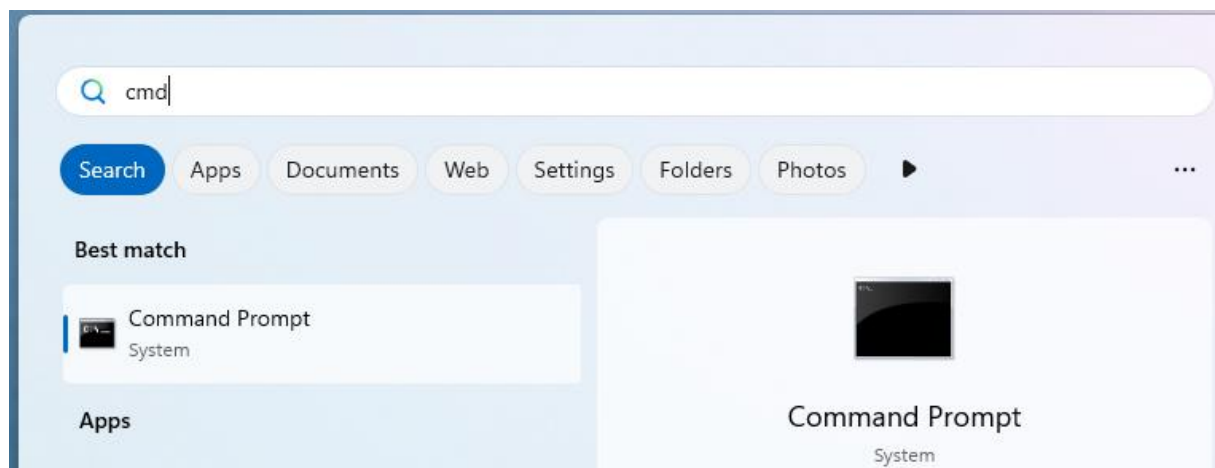 cmd
Search Apps Documents Web Settings Folders Photos
Best match
Command Prompt
System
Apps
Command Prompt
System